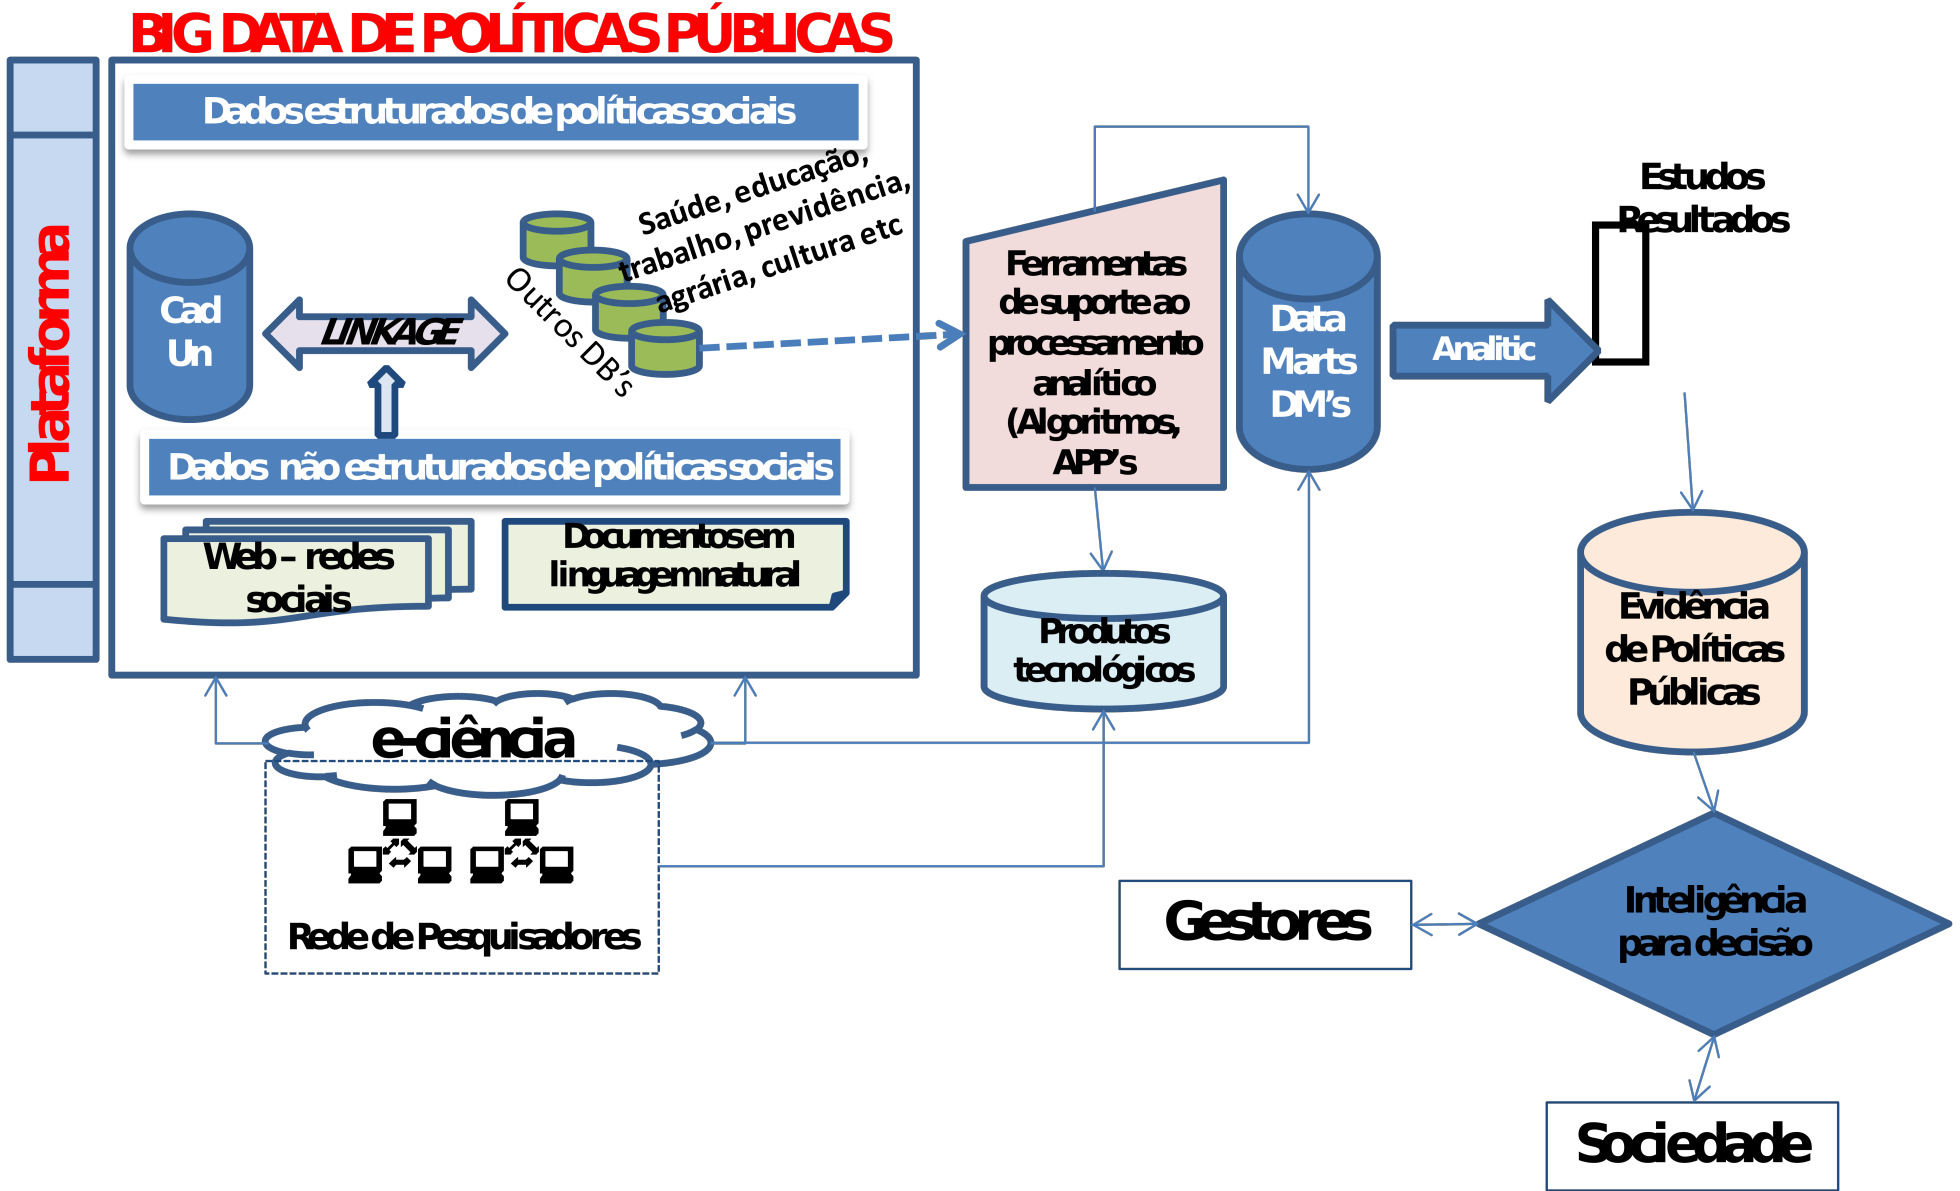 BIG DATA DE POLÍTICAS PÚBLICAS
Plataforma
Dados estruturados de políticas sociais
Saúde, educação,
trabalho, previdência,
agrária, cultura etc
Cad
Un
LINKAGE
Outros DB's
Dados não estruturados de políticas sociais
Web – redes
sociais
Documentos em
linguagem natural
Ferramentas
de suporte ao
processamento
analítico
(Algoritmos,
APP's
Data
Marts
DM's
Analitic
Estudos
Resultados
Produtos
tecnológicos
Evidência
de Políticas
Públicas
e-ciência
Rede de Pesquisadores
Gestores
Inteligência
para decisão
Sociedade